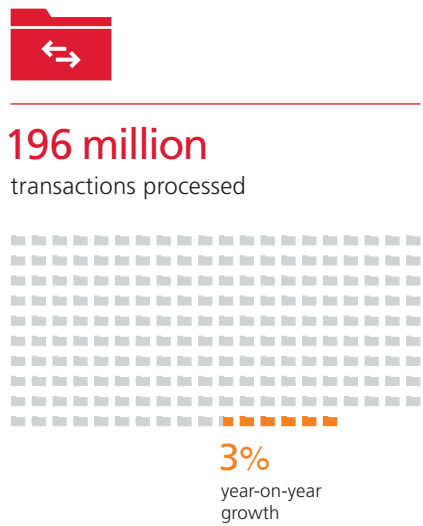 196 million
transactions processed
3%
year-on-year
growth